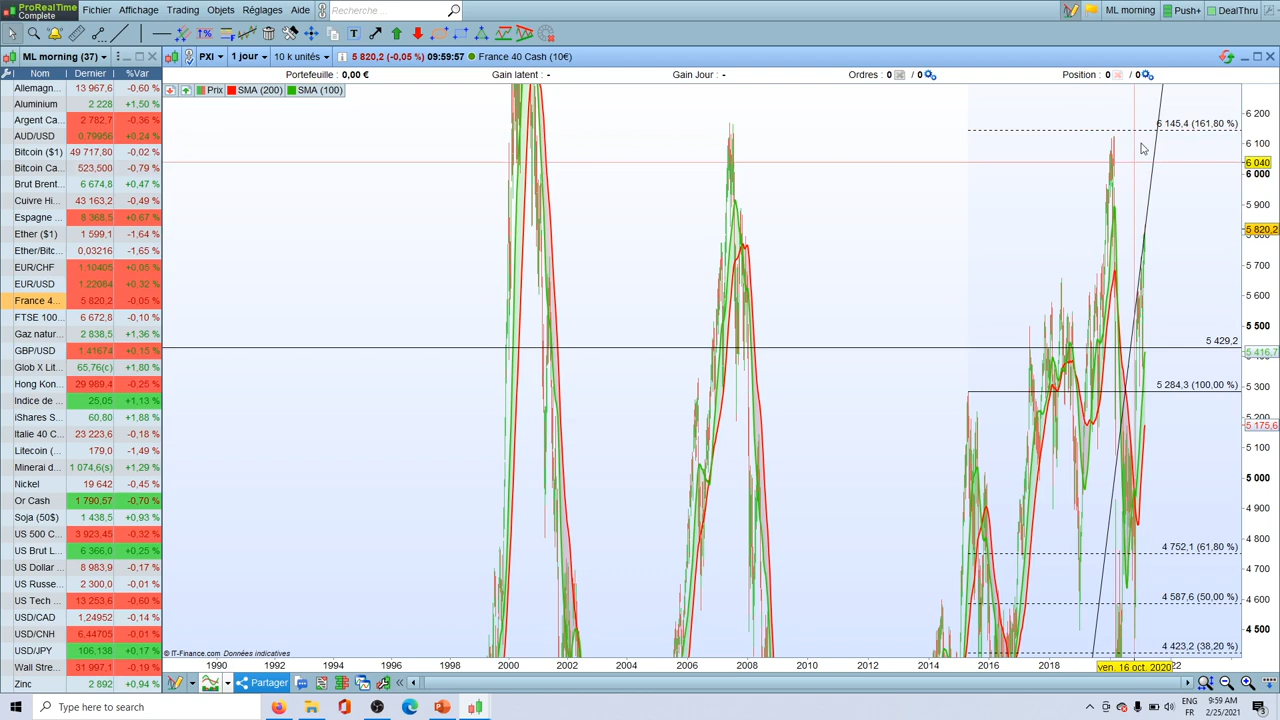 ProRealTime
Complete
Fichier Affichage Trading Objets Réglages Aide Recherche ... ML morning Push+ DealThru
ML morning (37) PXI 1 jour 10 k unités 5 820,2 (-0,05 %) 09:59:57 France 40 Cash (10€)
Nom Dernier %Var
Portefeuille : 0,00 € Gain latent : - Gain Jour : - Ordres : 0 / 0 Position : 0 / 0
Prix SMA (200) SMA (100)
Allemagn... 13 967,6 -0,60 %
Aluminium 2 228 +1,50 %
Argent Ca... 2 782,7 -0,36 %
AUD/USD 0,79956 +0,24 %
Bitcoin ($1) 49 717,80 -0,02 %
Bitcoin Ca... 523,500 -0,79 %
Brut Brent... 6 674,8 +0,47 %
Cuivre Hi... 43 163,2 -0,49 %
Espagne ... 8 368,5 +0,67 %
Ether ($1) 1 599,1 -1,64 %
Ether/Bitc... 0,03216 -1,65 %
EUR/CHF 1,10405 +0,05 %
EUR/USD 1,22084 +0,32 %
France 4... 5 820,2 -0,05 %
FTSE 100... 6 672,8 -0,10 %
Gaz natur... 2 838,5 +1,36 %
GBP/USD 1,41674 +0,15 %
Glob X Lit... 65,76(c) +1,80 %
Hong Kon... 29 989,4 -0,25 %
Indice de ... 25,05 +1,13 %
iShares S... 60,80 +1,88 %
Italie 40 C... 23 223,6 -0,18 %
Litecoin (... 179,0 -1,49 %
Minerai d... 1 074,6(s) +1,29 %
Nickel 19 642 -0,45 %
Or Cash 1 790,57 -0,70 %
Soja (50$) 1 438,5 +0,93 %
US 500 C... 3 923,45 -0,32 %
US Brut L... 6 366,0 +0,25 %
US Dollar ... 8 983,9 -0,17 %
US Russe... 2 300,0 -0,01 %
US Tech ... 13 253,6 -0,60 %
USD/CAD 1,24952 -0,14 %
USD/CNH 6,44705 -0,01 %
USD/JPY 106,138 +0,17 %
Wall Stre... 31 997,1 -0,19 %
Zinc 2 892 +0,94 %
6 145,4 (161,80 %)
5 429,2
5 284,3 (100,00 %)
4 752,1 (61,80 %)
4 587,6 (50,00 %)
4 423,2 (38,20 %)
6 200
6 100
6 040
6 000
5 900
5 820,2
5 700
5 600
5 500
5 416,7
5 300
5 200
5 175,6
5 100
5 000
4 900
4 800
4 700
4 600
4 500
© IT-Finance.com Données indicatives
1990 1992 1994 1996 1998 2000 2002 2004 2006 2008 2010 2012 2014 2016 2018 ven. 16 oct. 2020 22
Partager
Type here to search
ENG 9:59 AM
FR 2/25/2021
3